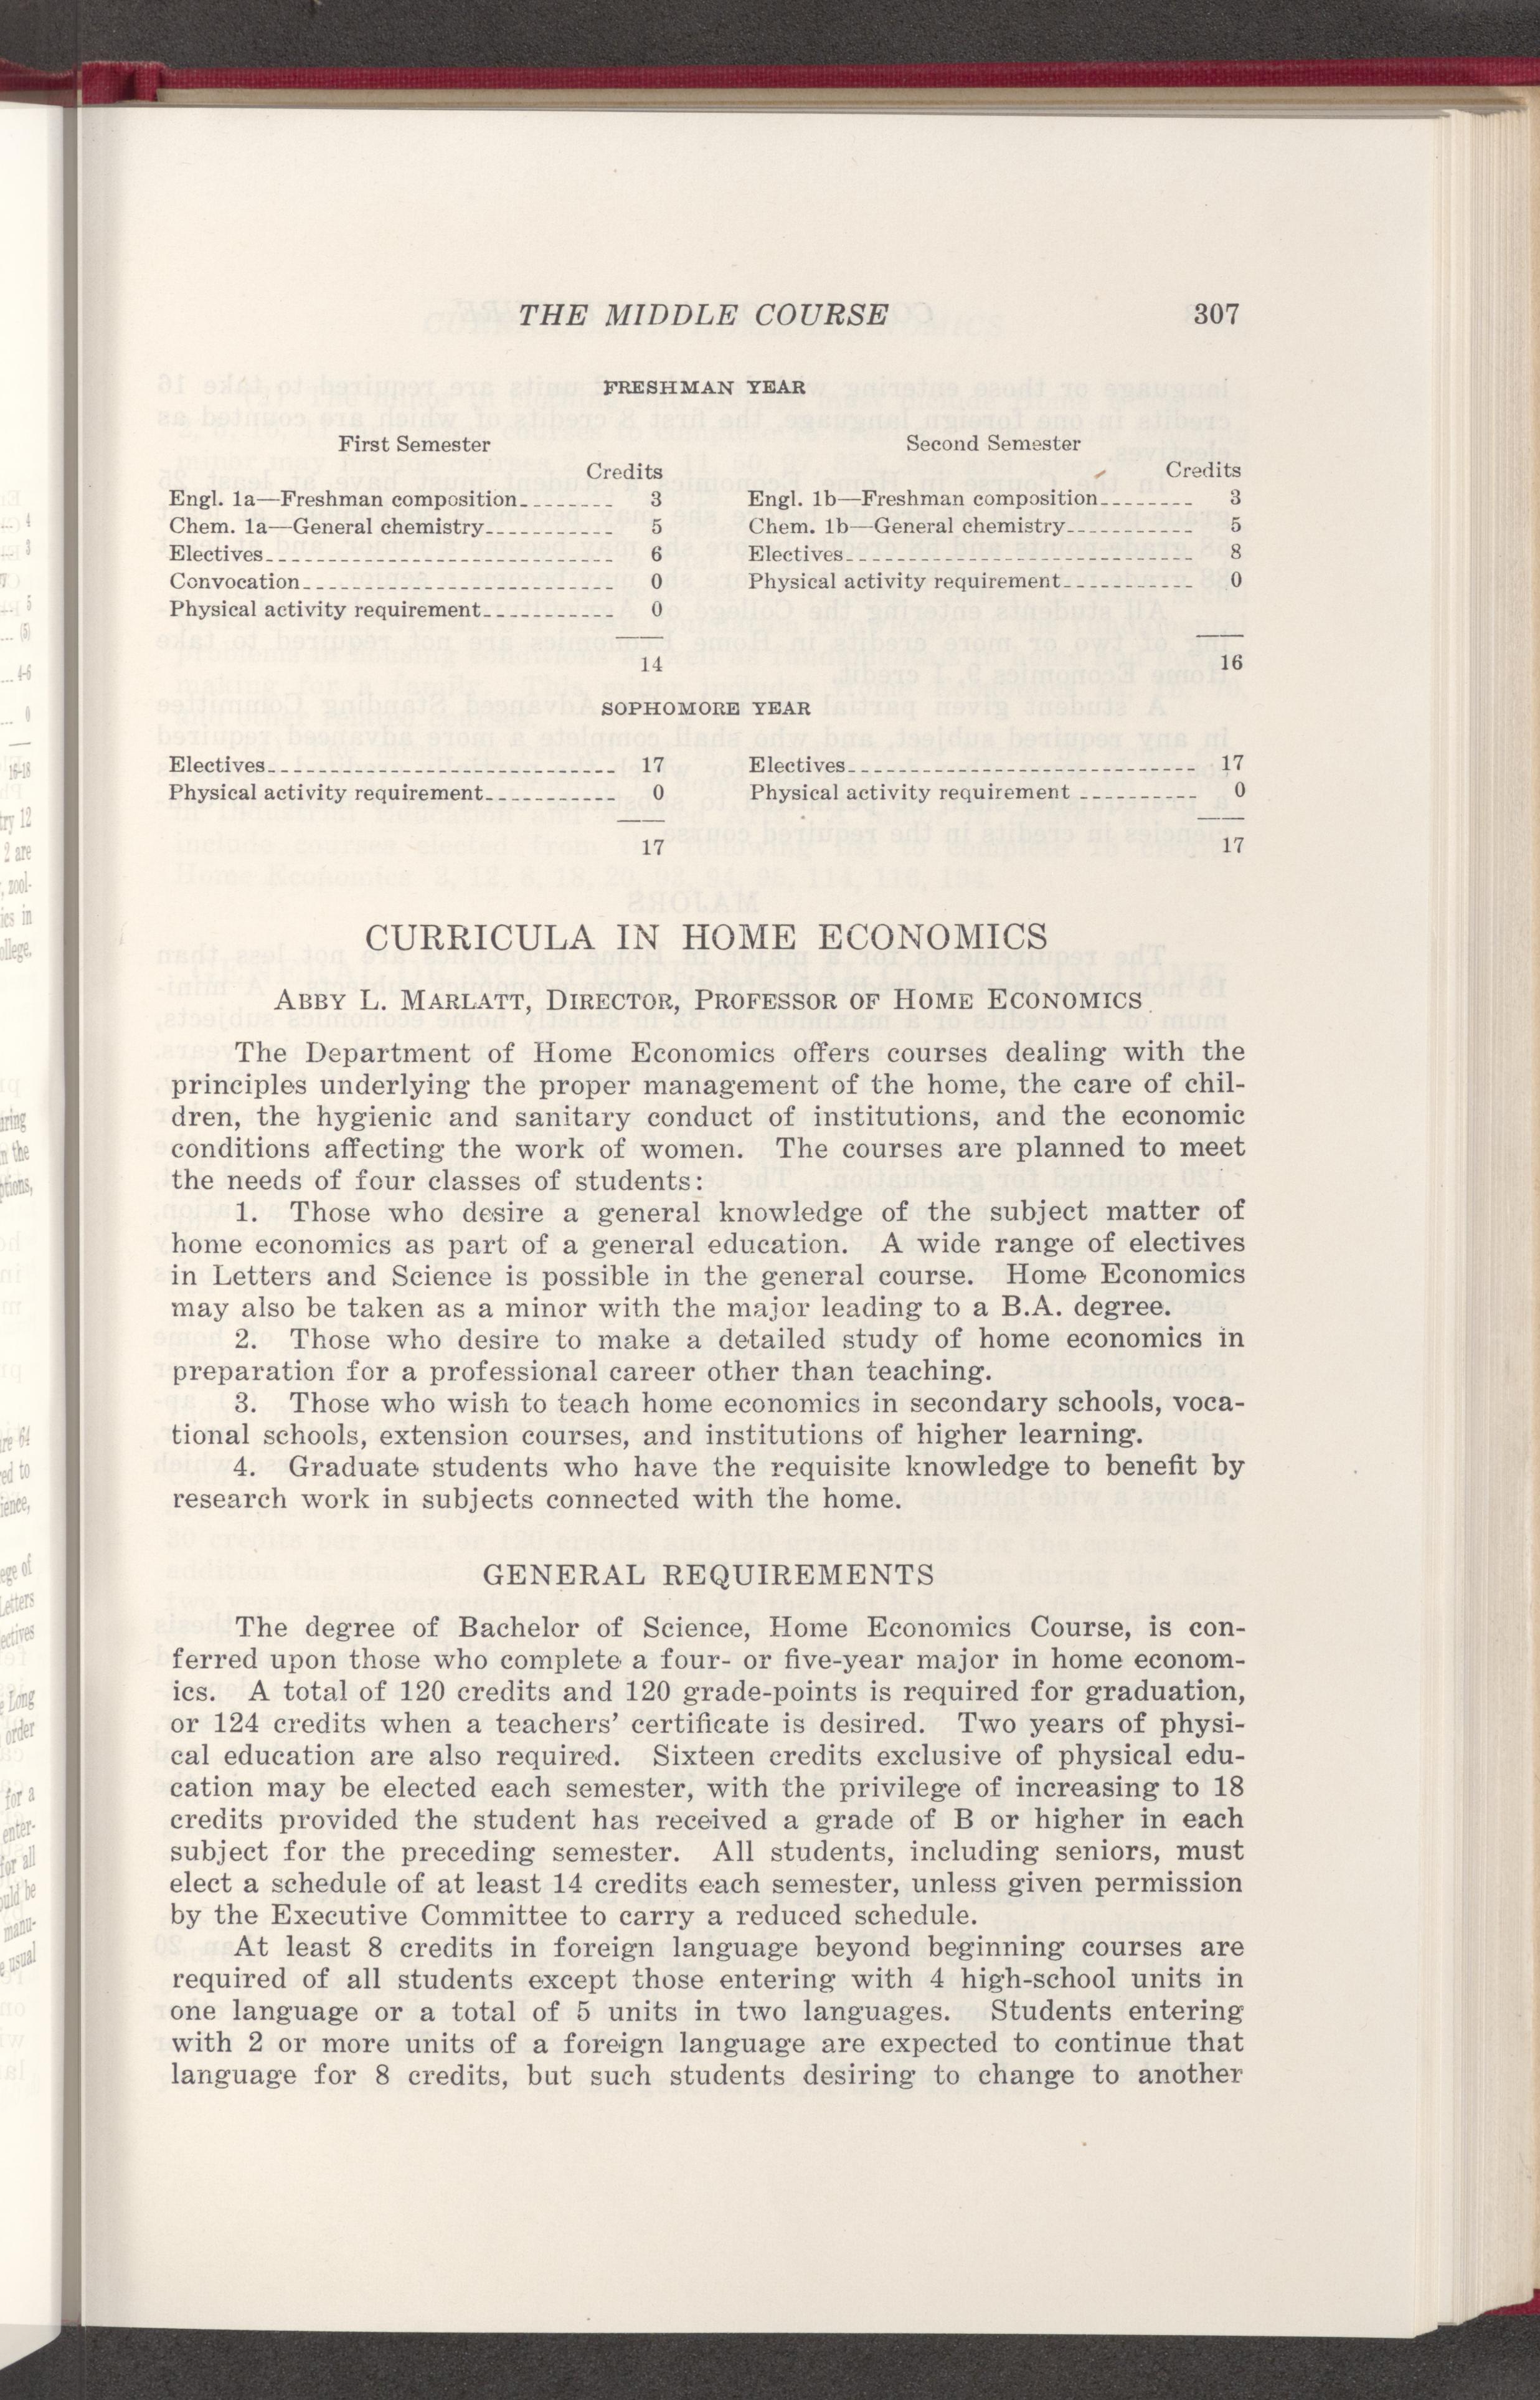 THE MIDDLE COURSE 307
FRESHMAN YEAR
First Semester Second Semester
Credits Credits
Engl. 1a—Freshman composition 3 Engl. 1b—Freshman composition 3
Chem. 1a—General chemistry 5 Chem. 1b—General chemistry 5
Electives 6 Electives 8
Convocation 0 Physical activity requirement 0
Physical activity requirement 0
14 16
SOPHOMORE YEAR
Electives 17 Electives 17
Physical activity requirement 0 Physical activity requirement 0
17 17
CURRICULA IN HOME ECONOMICS
ABBY L. MARLATT, DIRECTOR, PROFESSOR OF HOME ECONOMICS
The Department of Home Economics offers courses dealing with the
principles underlying the proper management of the home, the care of chil-
dren, the hygienic and sanitary conduct of institutions, and the economic
conditions affecting the work of women. The courses are planned to meet
the needs of four classes of students:
1. Those who desire a general knowledge of the subject matter of
home economics as part of a general education. A wide range of electives
in Letters and Science is possible in the general course. Home Economics
may also be taken as a minor with the major leading to a B.A. degree.
2. Those who desire to make a detailed study of home economics in
preparation for a professional career other than teaching.
3. Those who wish to teach home economics in secondary schools, voca-
tional schools, extension courses, and institutions of higher learning.
4. Graduate students who have the requisite knowledge to benefit by
research work in subjects connected with the home.
GENERAL REQUIREMENTS
The degree of Bachelor of Science, Home Economics Course, is con-
ferred upon those who complete a four- or five-year major in home econom-
ics. A total of 120 credits and 120 grade-points is required for graduation,
or 124 credits when a teachers’ certificate is desired. Two years of physi-
cal education are also required. Sixteen credits exclusive of physical edu-
cation may be elected each semester, with the privilege of increasing to 18
credits provided the student has received a grade of B or higher in each
subject for the preceding semester. All students, including seniors, must
elect a schedule of at least 14 credits each semester, unless given permission
by the Executive Committee to carry a reduced schedule.
At least 8 credits in foreign language beyond beginning courses are
required of all students except those entering with 4 high-school units in
one language or a total of 5 units in two languages. Students entering
with 2 or more units of a foreign language are expected to continue that
language for 8 credits, but such students desiring to change to another